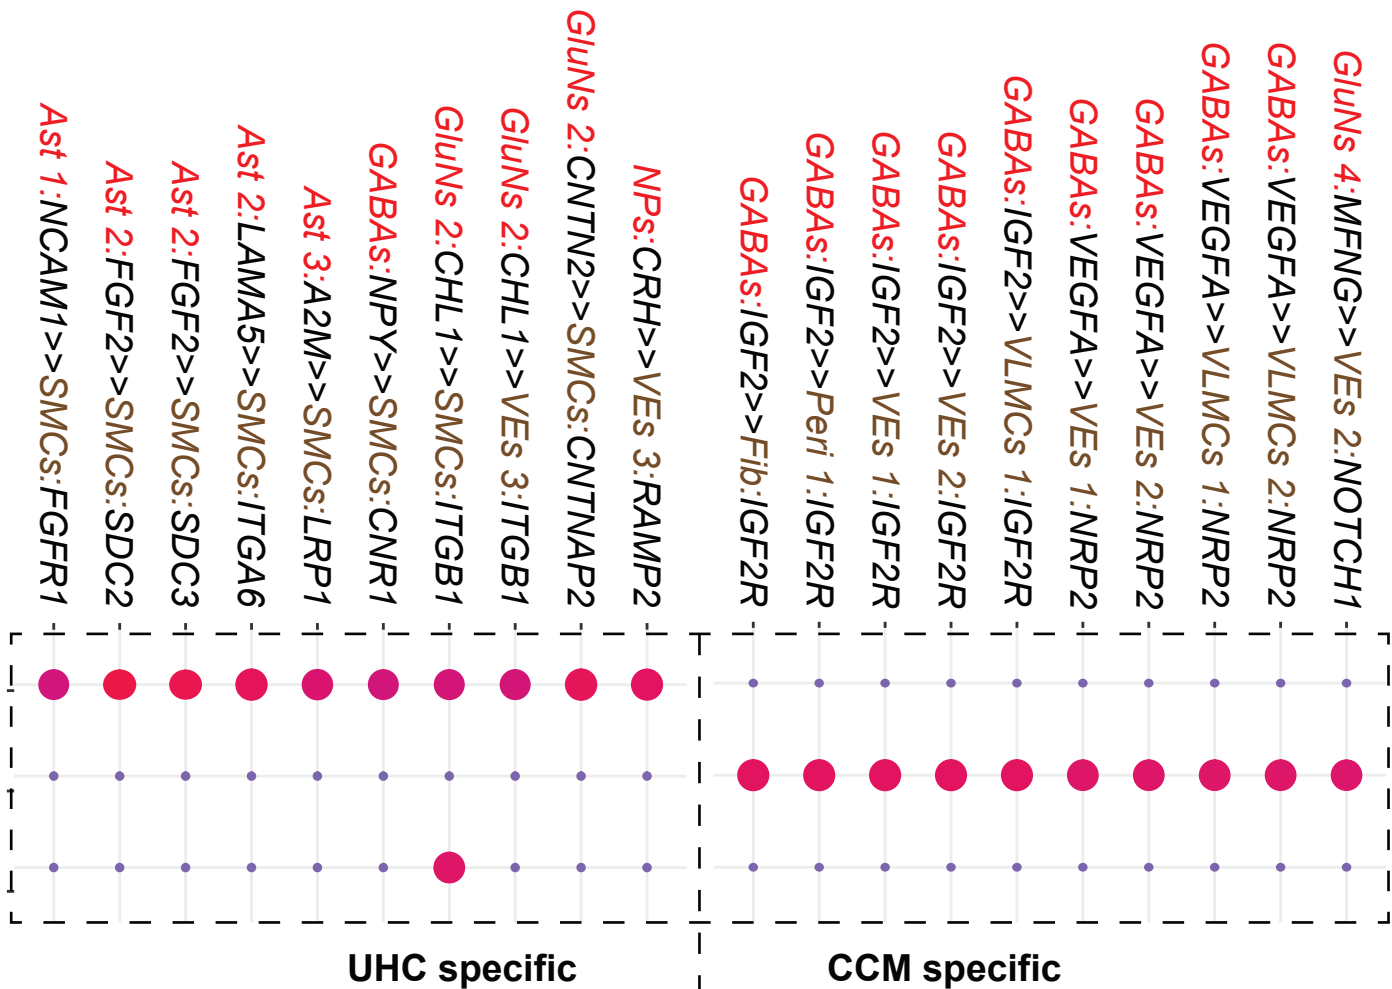 Ast 1:NCAM1>>SMCs:FGFR1
Ast 2:FGF2>>SMCs:SDC2
Ast 2:FGF2>>SMCs:SDC3
Ast 2:LAMA5>>SMCs:ITGA6
Ast 3:A2M>>SMCs:LRP1
GABAs:NPY>>SMCs:CNR1
GluNs 2:CHL1>>SMCs:ITGB1
GluNs 2:CHL1>>VEs 3:ITGB1
GluNs 2:CNTN2>>SMCs:CNTNAP2
NPs:CRH>>VEs 3:RAMP2
GABAs:IGF2>>Fib:IGF2R
GABAs:IGF2>>Peri 1:IGF2R
GABAs:IGF2>>VEs 1:IGF2R
GABAs:IGF2>>VEs 2:IGF2R
GABAs:IGF2>>VLMCs 1:IGF2R
GABAs:VEGFA>>VEs 1:NRP2
GABAs:VEGFA>>VEs 2:NRP2
GABAs:VEGFA>>VLMCs 1:NRP2
GABAs:VEGFA>>VLMCs 2:NRP2
GluNs 4:MFNG>>VEs 2:NOTCH1
UHC specific
CCM specific